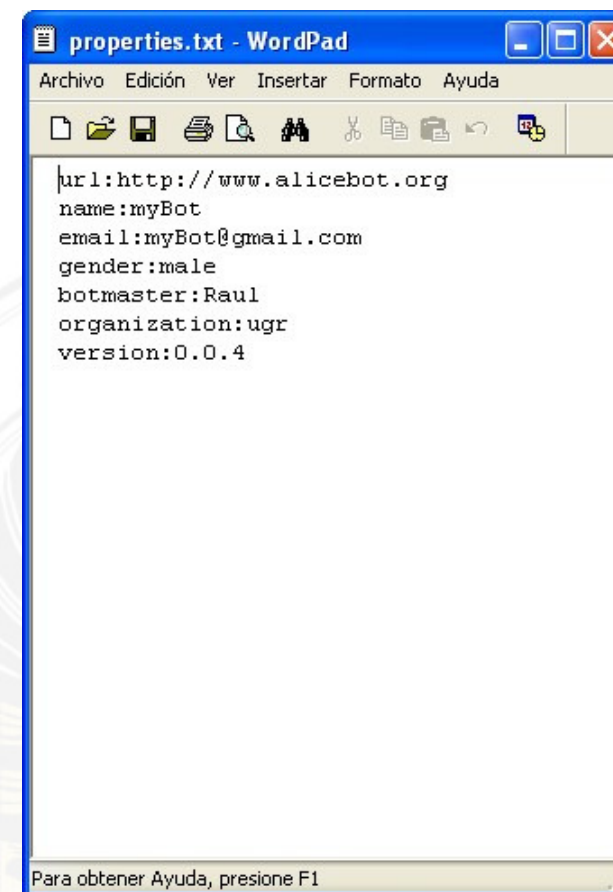 properties.txt - WordPad
Archivo Edición Ver Insertar Formato Ayuda
url:http://www.alicebot.org
name:myBot
email:myBot@gmail.com
gender:male
botmaster:Raul
organization:ugr
version:0.0.4
Para obtener Ayuda, presione F1